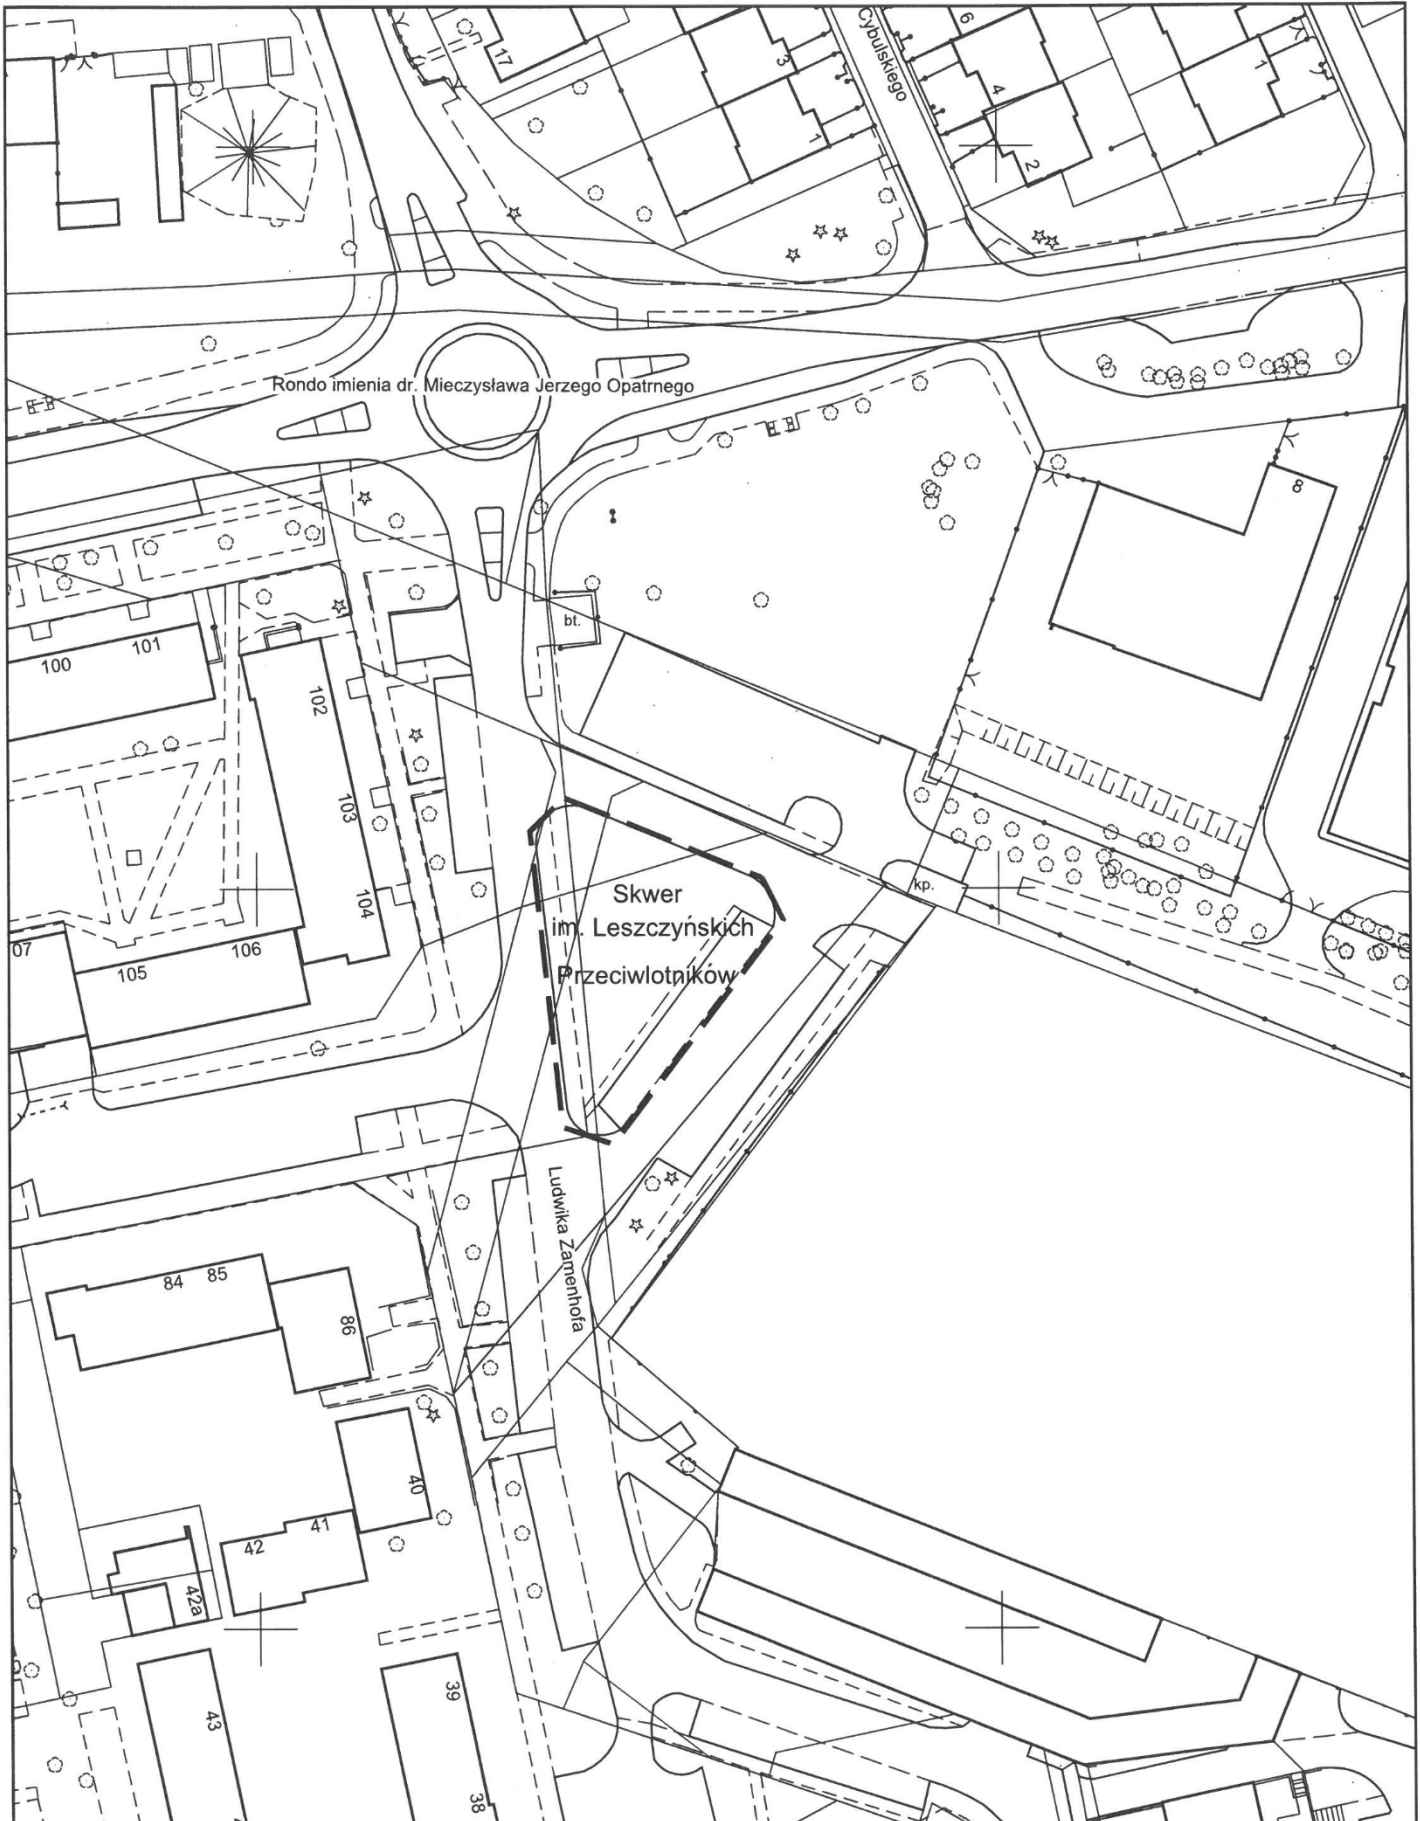 Cybulskiego
6
17
3
1
4
2
1
Rondo imienia dr. Mieczysława Jerzego Opatrnego
8
bt.
100
101
102
103
104
kp.
Skwer
im. Leszczyńskich
Przeciwlotników
07
105
106
Ludwika Zamenhofa
84
85
86
40
41
42
42a
39
43
38